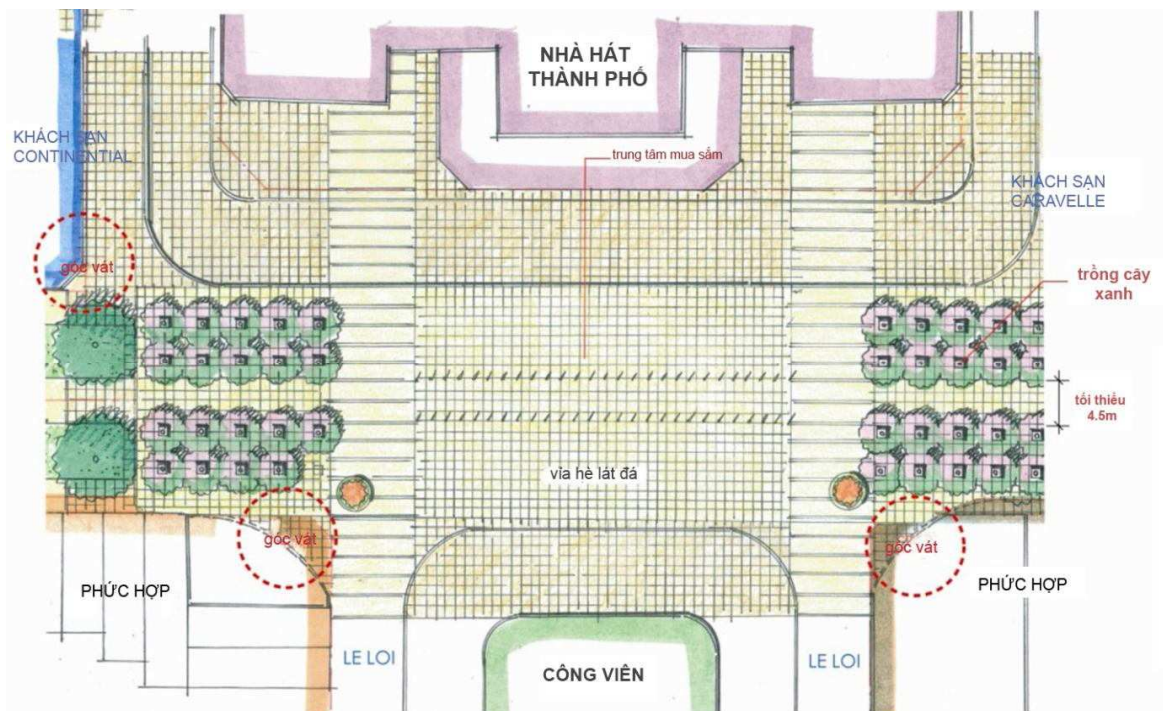 NHÀ HÁT
THÀNH PHỐ
KHÁCH SẠN
CONTINENTIAL
trung tâm mua sắm
KHÁCH SẠN
CARAVELLE
góc vát
trồng cây
xanh
tối thiểu
4.5m
vỉa hè lát đá
góc vát
góc vát
PHỨC HỢP
PHỨC HỢP
LE LOI
CÔNG VIÊN
LE LOI